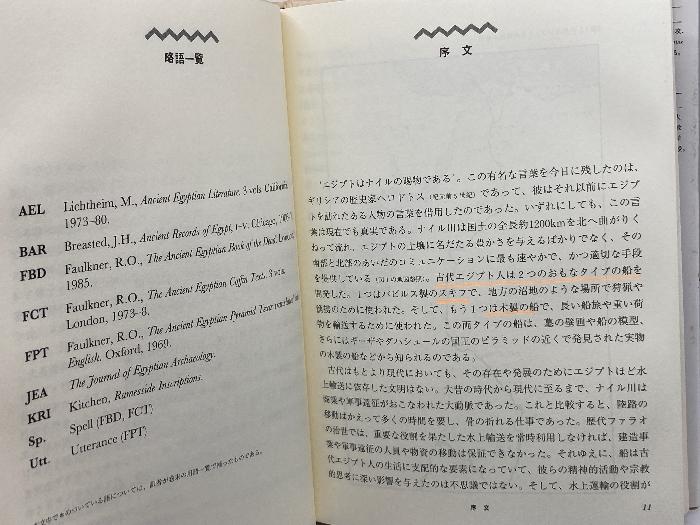 略語一覧
AEL Lichtheim, M., Ancient Egyptian Literature. 3 vols
1973–80.
BAR Breasted, J.H., Ancient Records of Egypt, I–V. Chicago,
FBD Faulkner, R.O., The Ancient Egyptian Book of the Dead.
1985.
FCT Faulkner, R.O., The Ancient Egyptian Coffin Texts. 3 vols.
London, 1973–8.
FPT Faulkner, R.O., The Ancient Egyptian Pyramid Texts
English. Oxford, 1969.
JEA The Journal of Egyptian Archaeology.
KRI Kitchen, Ramesside Inscriptions.
Sp. Spell (FBD, FCT)
Utt. Utterance (FPT)
序 文
“エジプトはナイルの賜物である”。この有名な言葉を今日に残したのは、
ギリシアの歴史家ヘロドトス(紀元前5世紀)であって、彼はそれ以前にエジプ
トを訪れたある人物の言葉を借用したのであった。いずれにしても、この言
葉は現在でも真実である。ナイル川は国土の全長約1200kmを北へ曲がりく
ねって流れ、エジプトの土壌に名だたる豊かさを与えるばかりでなく、その
南部と北部のあいだのコミュニケーションに最も速やかで、かつ適切な手段
を提供している。古代エジプト人は2つのおもなタイプの船を
開発した。1つはパピルス製のスキフで、地方の沼地のような場所で狩猟や
漁撈のために使われた。そして、もう1つは木製の船で、長い船旅や重い荷
物を輸送するために使われた。この両タイプの船は、墓の壁画や船の模型、
さらにはギーザやダハシュールの国王のピラミッドの近くで発見された実物
の木製の船などから知られるのである。
古代はもとより現代においても、その存在や発展のためにエジプトほど水
上輸送に依存した文明はない。大昔の時代から現代に至るまで、ナイル川は
商業や軍事遠征がおこなわれた大動脈であった。これと比較すると、陸路の
移動はかえって多くの時間を要し、骨の折れる仕事であった。歴代ファラオ
の治世では、重要な役割を果たした水上輸送を常時利用しなければ、建造事
業や軍事遠征の人員や物資の移動は保証できなかった。それゆえに、船は古
代エジプト人の生活に支配的な要素になっていて、彼らの精神的活動や宗教
的思考に深い影響を与えたのは不思議ではない。そして、水上運輸の役割が
序 文 11